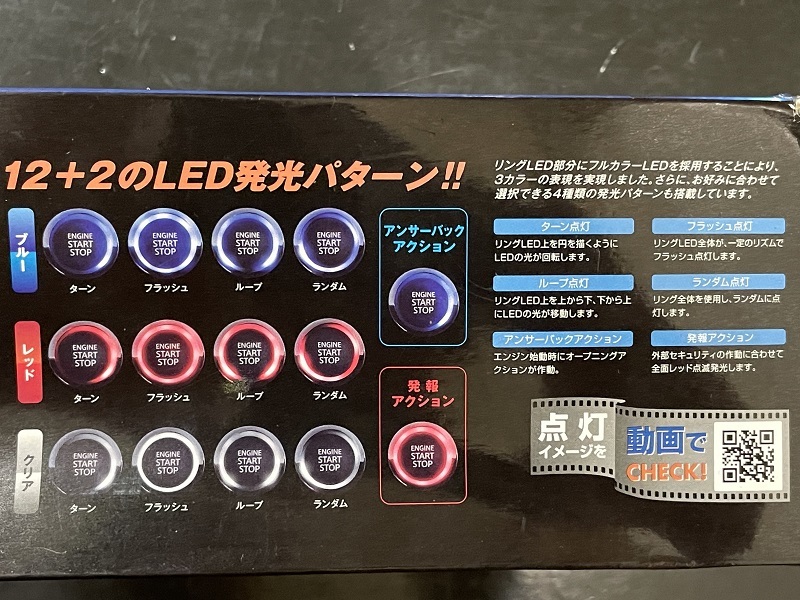 12+2のLED発光パターン!!
ブルー
ENGINE
START
STOP
ターン
ENGINE
START
STOP
フラッシュ
ENGINE
START
STOP
ループ
ENGINE
START
STOP
ランダム
レッド
ENGINE
START
STOP
ターン
ENGINE
START
STOP
フラッシュ
ENGINE
START
STOP
ループ
ENGINE
START
STOP
ランダム
クリア
ENGINE
START
STOP
ターン
ENGINE
START
STOP
フラッシュ
ENGINE
START
STOP
ループ
ENGINE
START
STOP
ランダム
アンサーバック
アクション
ENGINE
START
STOP
発報
アクション
ENGINE
START
STOP
リングLED部分にフルカラーLEDを採用することにより、
3カラーの表現を実現しました。さらに、お好みに合わせて
選択できる4種類の発光パターンも搭載しています。
ターン点灯
リングLED上を円を描くように
LEDの光が回転します。
フラッシュ点灯
リングLED全体が、一定のリズムで
フラッシュ点灯します。
ループ点灯
リングLED上を上から下、下から上
にLEDの光が移動します。
ランダム点灯
リング全体を使用し、ランダムに点
灯します。
アンサーバックアクション
エンジン始動時にオープニングア
クションが作動。
発報アクション
外部セキュリティの作動に合わせて
全面レッド点滅発光します。
点灯
イメージを
動画で
CHECK!